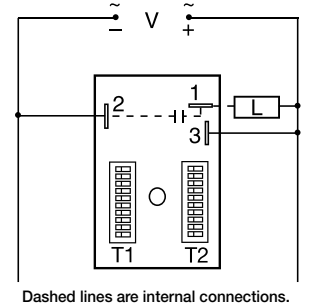 ~ V ~
− +
1
2
L
3
T1 T2
Dashed lines are internal connections.